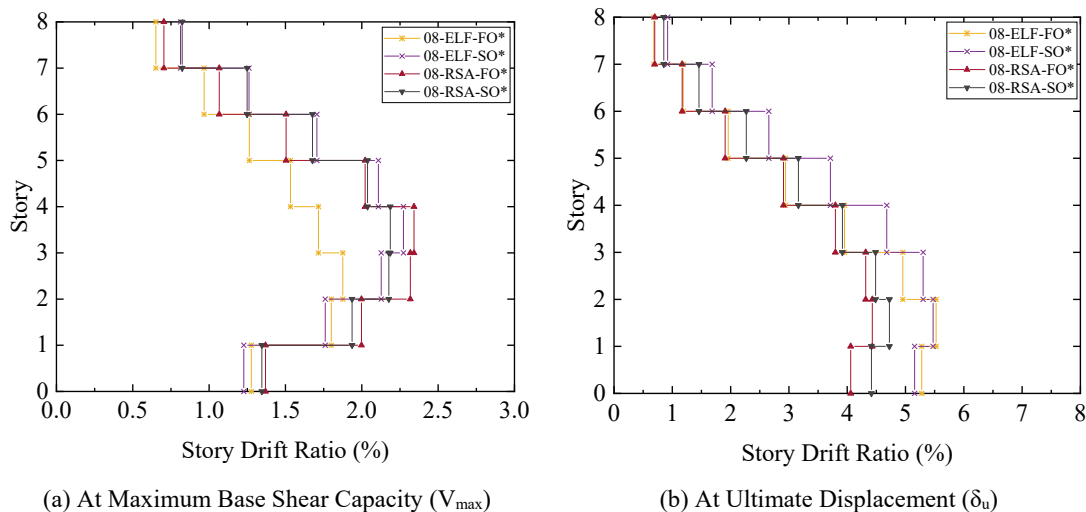 8
7
6
5
4
3
2
1
0
Story
08-ELF-FO*
08-ELF-SO*
08-RSA-FO*
08-RSA-SO*
0.0 0.5 1.0 1.5 2.0 2.5 3.0
Story Drift Ratio (%)
(a) At Maximum Base Shear Capacity (Vmax)
8
7
6
5
4
3
2
1
0
Story
08-ELF-FO*
08-ELF-SO*
08-RSA-FO*
08-RSA-SO*
0 1 2 3 4 5 6 7 8
Story Drift Ratio (%)
(b) At Ultimate Displacement (δu)